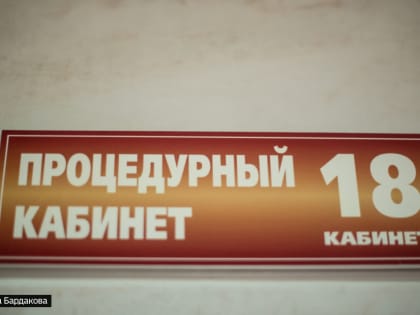 ПРОЦЕДУРНЫЙ
КАБИНЕТ
18
КАБИНЕТ
Бардакова